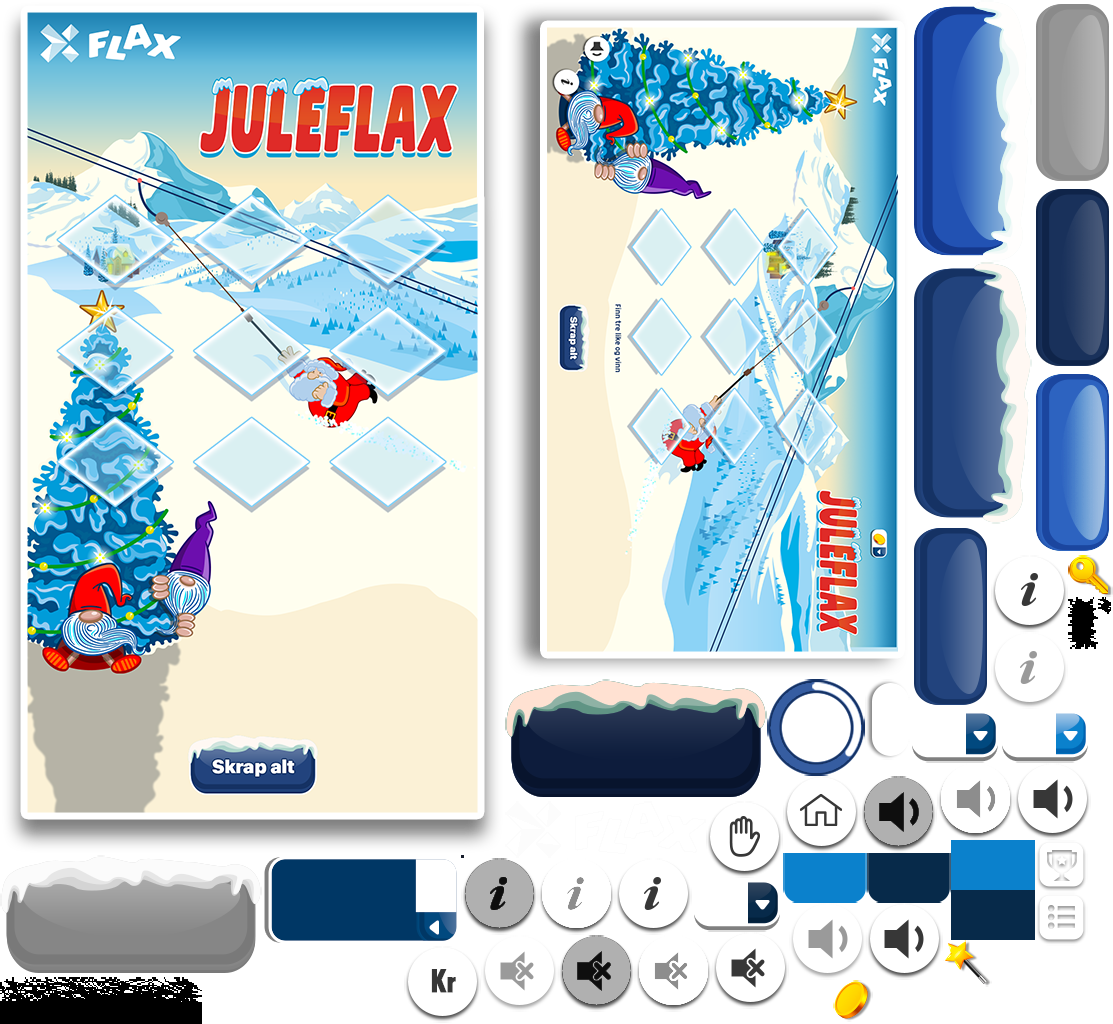 FLAX
JULEFLAX
Skrap alt
FLAX
JULEFLAX
Finn tre like og vinn
Skrap alt
i
i
i
i
i
i
Kr